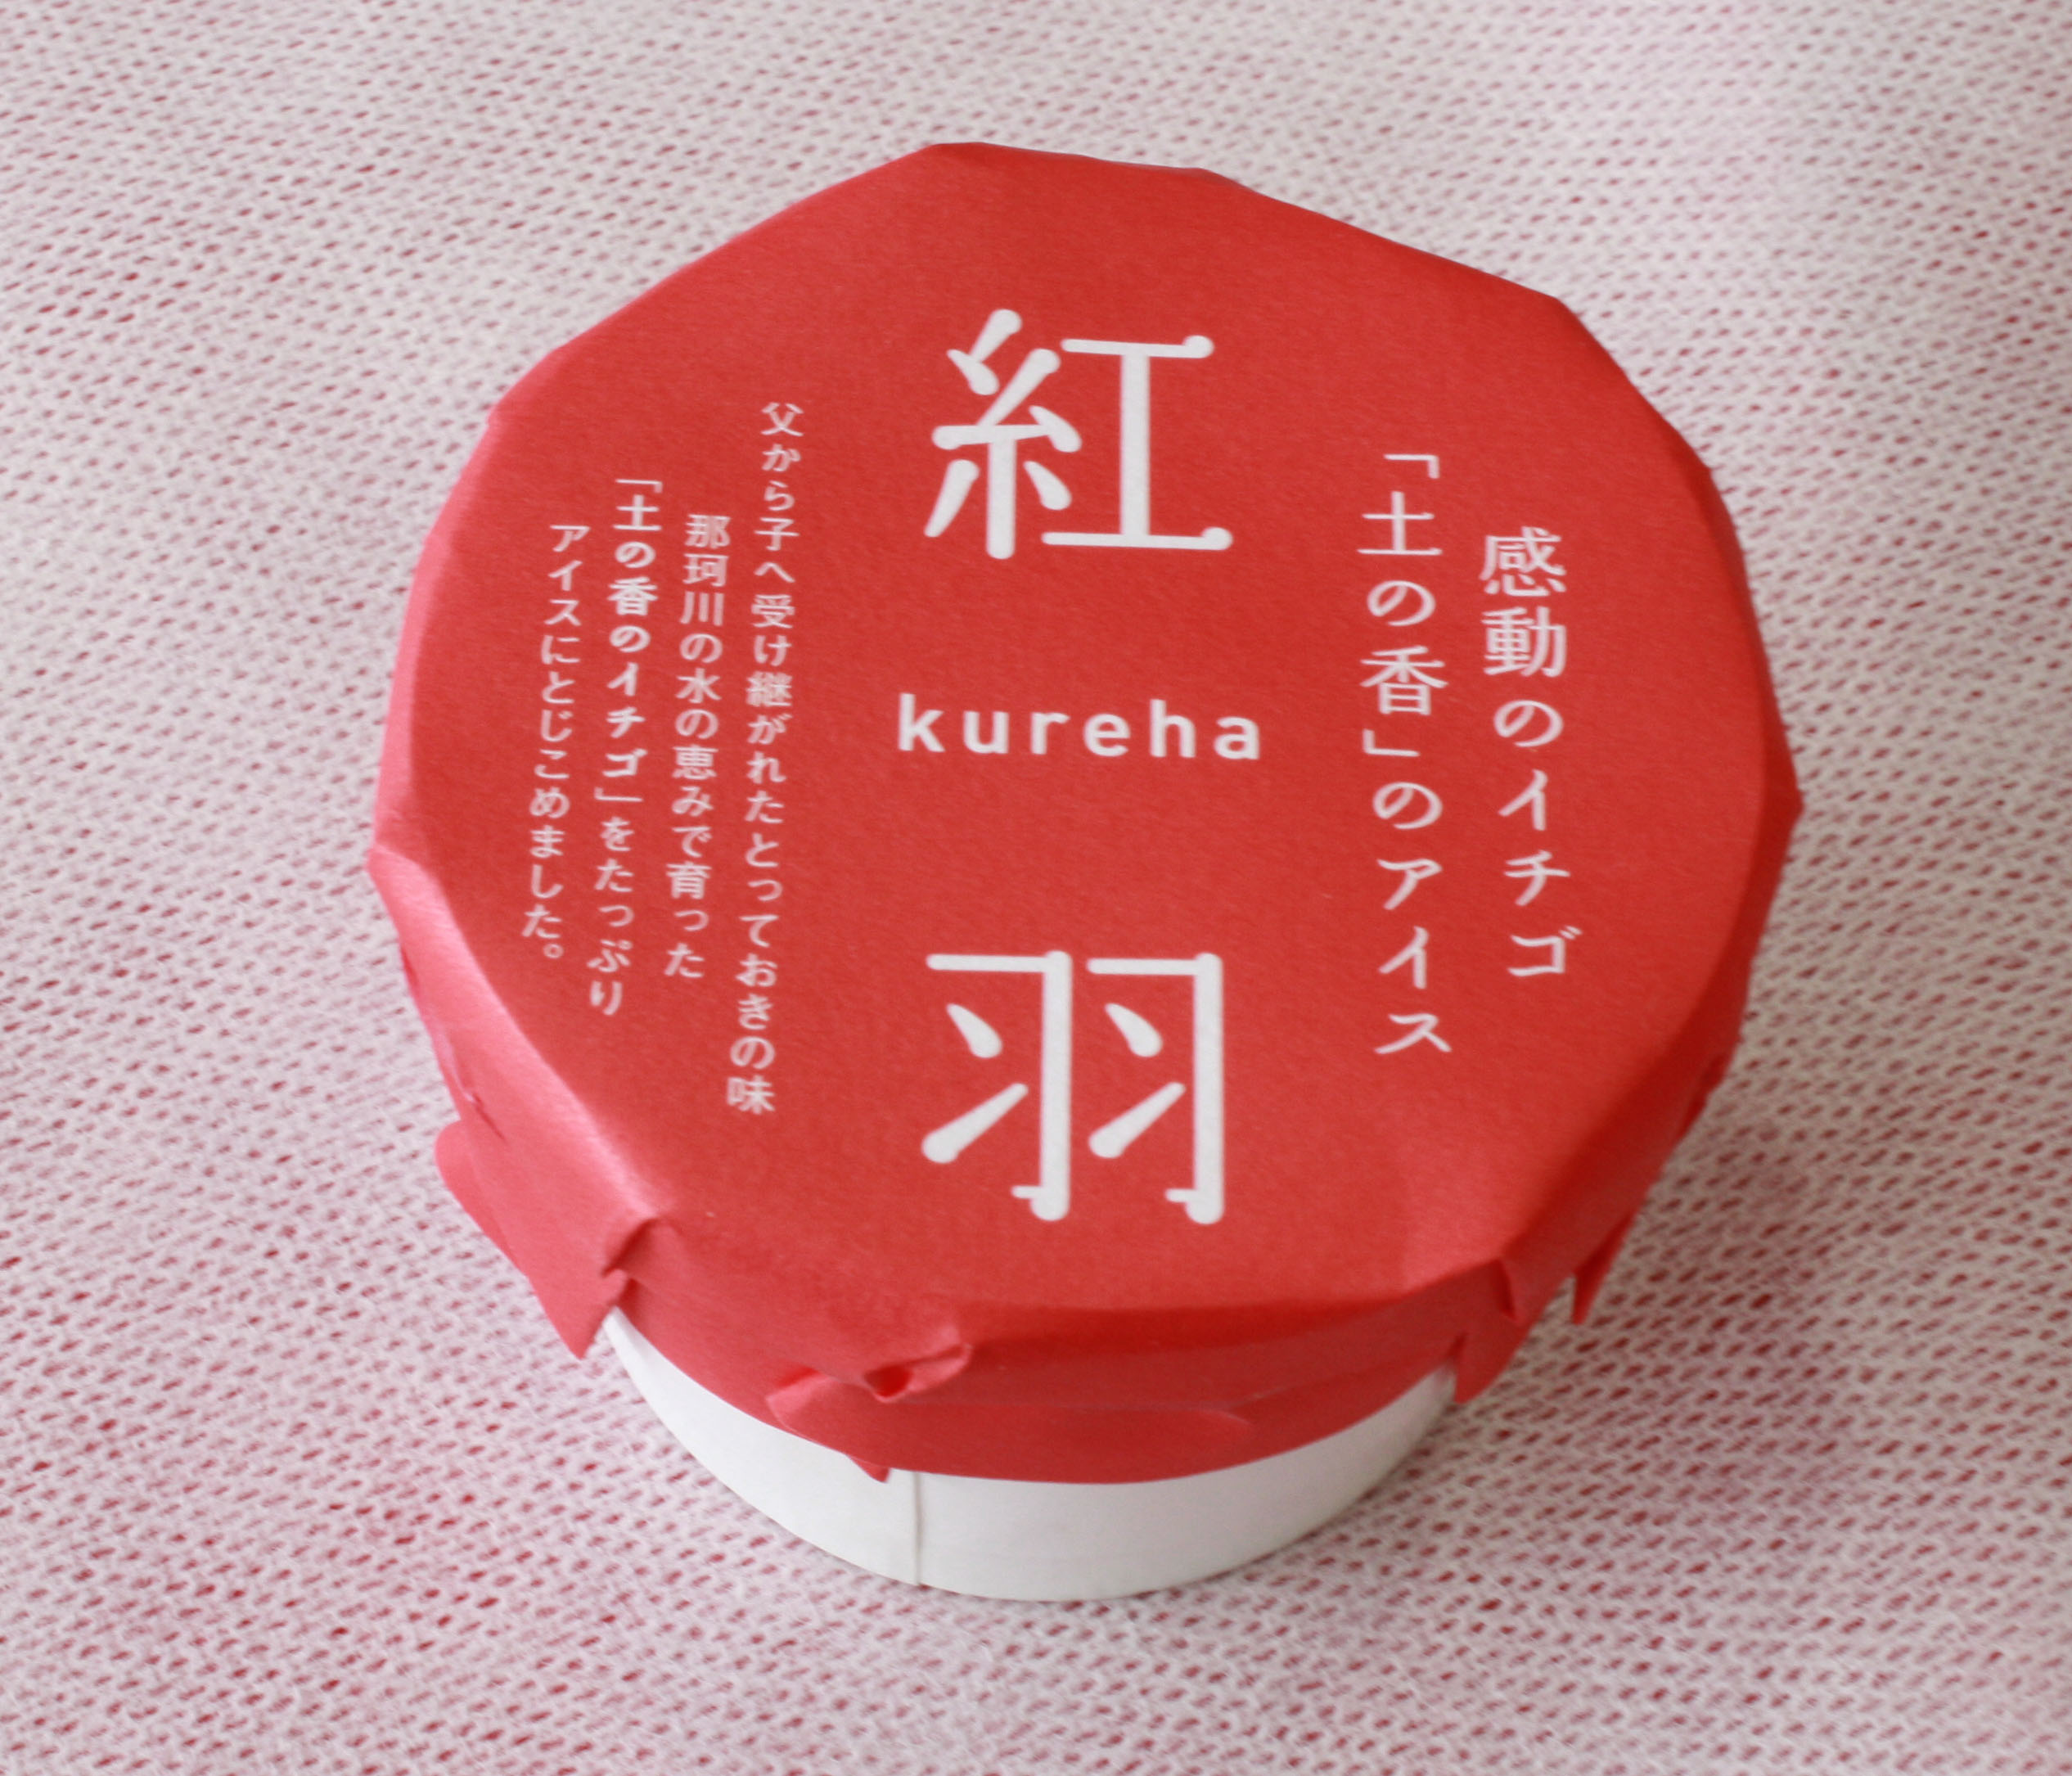 感動のイチゴ
「土の香」のアイス
紅
kureha
羽
父から子へ受け継がれたとっておきの味
那珂川の水の恵みで育った
「土の香のイチゴ」をたっぷり
アイスにとじこめました。